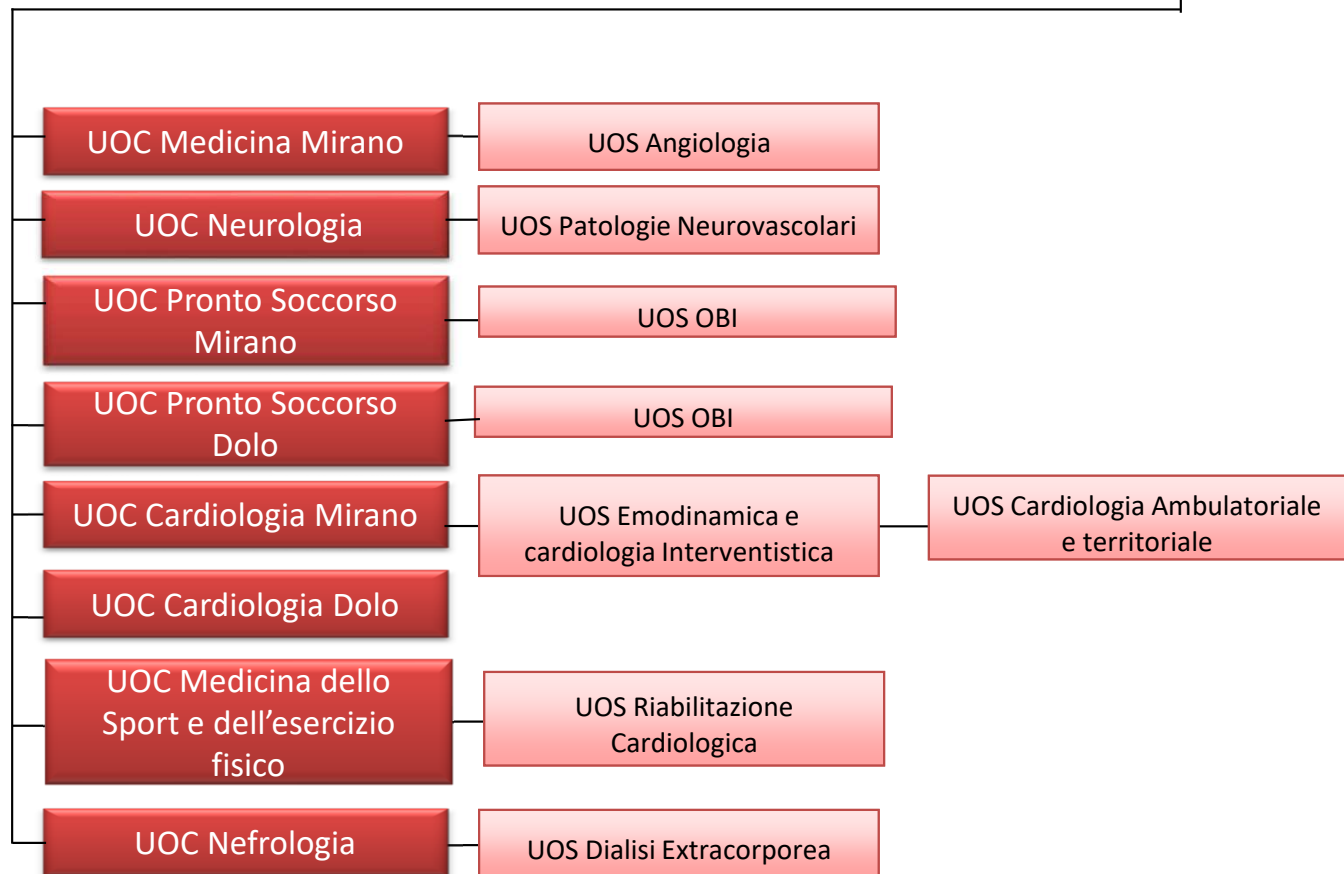 UOC Medicina Mirano
UOS Angiologia
UOC Neurologia
UOS Patologie Neurovascolari
UOC Pronto Soccorso
Mirano
UOS OBI
UOC Pronto Soccorso
Dolo
UOS OBI
UOC Cardiologia Mirano
UOS Emodinamica e
cardiologia Interventistica
UOS Cardiologia Ambulatoriale
e territoriale
UOC Cardiologia Dolo
UOC Medicina dello
Sport e dell’esercizio
fisico
UOS Riabilitazione
Cardiologica
UOC Nefrologia
UOS Dialisi Extracorporea